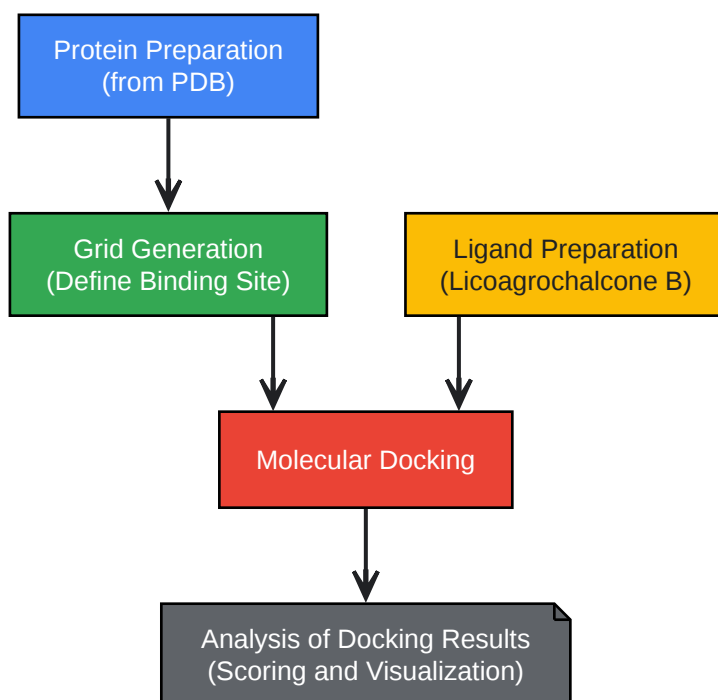 Protein Preparation
(from PDB)
Grid Generation
(Define Binding Site)
Ligand Preparation
(Licoagrochalcone B)
Molecular Docking
Analysis of Docking Results
(Scoring and Visualization)